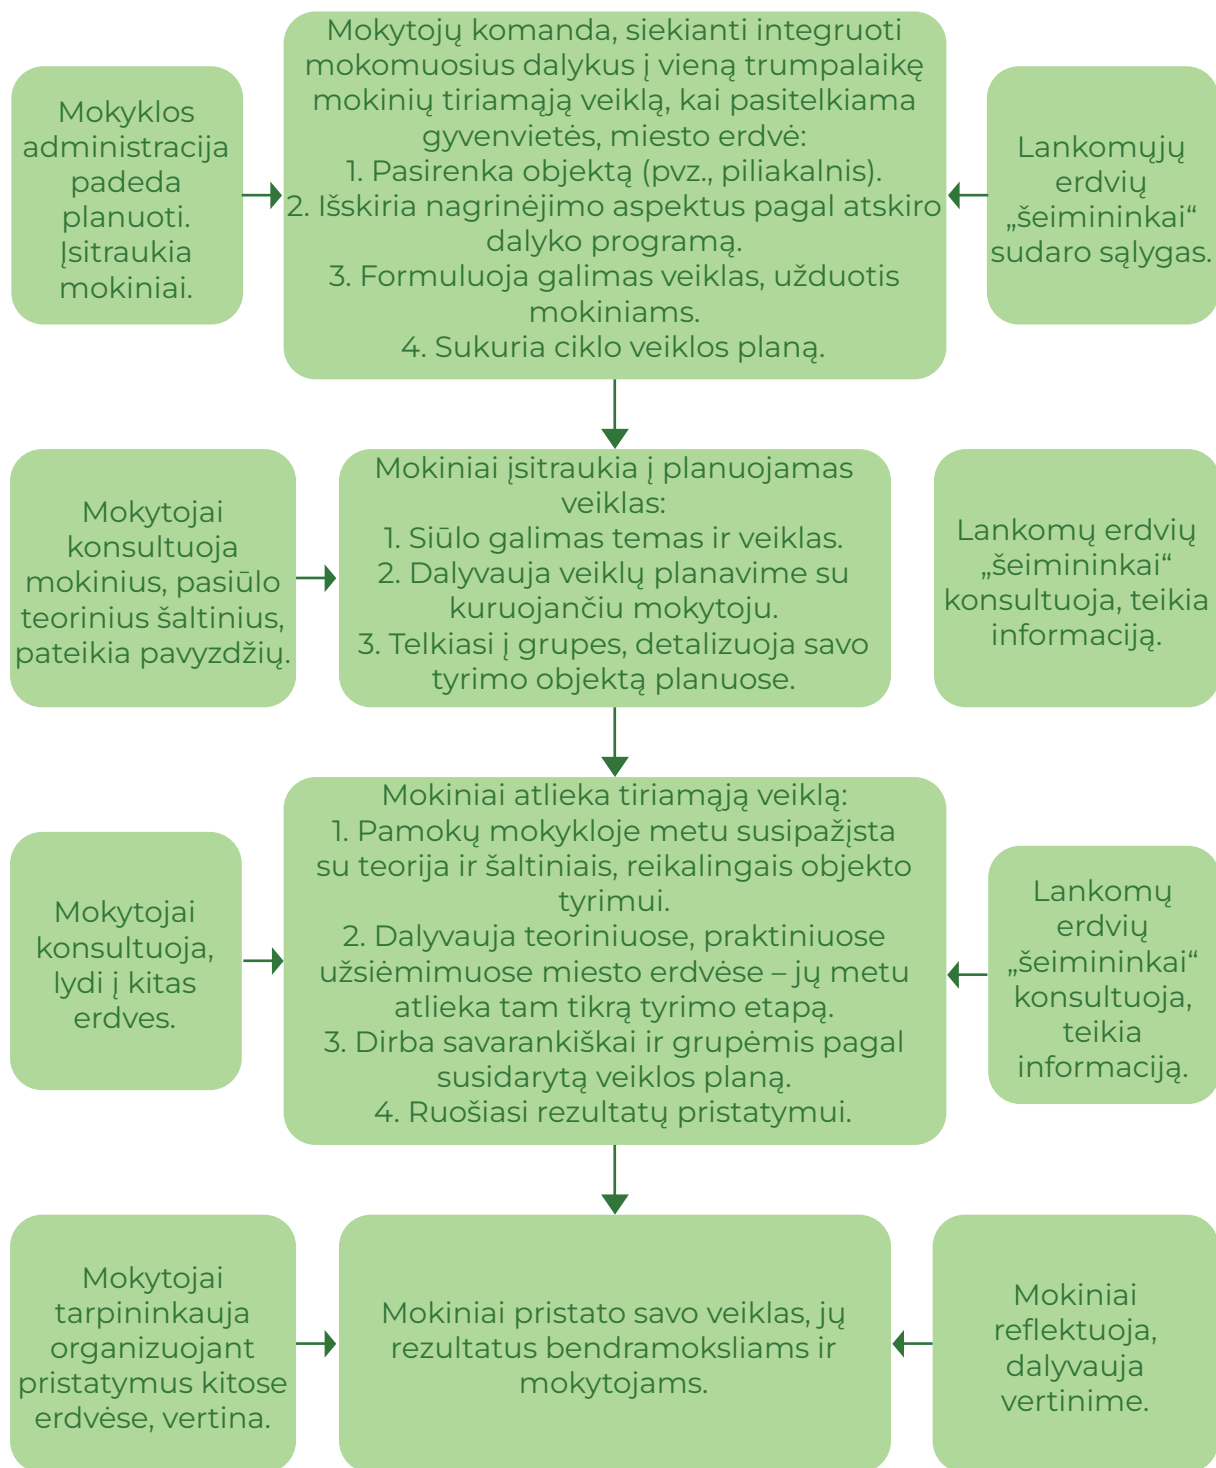 Mokyklos
administracija
padeda
planuoti.
Įsitraukia
mokiniai.
Mokytojų komanda, siekianti integruoti
mokomuosius dalykus į vieną trumpalaikę
mokinių tiriamąją veiklą, kai pasitelkiama
gyvenvietės, miesto erdvė:
1. Pasirenka objektą (pvz., piliakalnis).
2. Išskiria nagrinėjimo aspektus pagal atskiro
dalyko programą.
3. Formuluoja galimas veiklas, užduotis
mokiniams.
4. Sukuria ciklo veiklos planą.
Lankomųjų
erdvių
„šeimininkai“
sudaro sąlygas.
Mokytojai
konsultuoja
mokinius, pasiūlo
teorinius šaltinius,
pateikia pavyzdžių.
Mokiniai įsitraukia į planuojamas
veiklas:
1. Siūlo galimas temas ir veiklas.
2. Dalyvauja veiklų planavime su
kuruojančiu mokytoju.
3. Telkiasi į grupes, detalizuoja savo
tyrimo objektą planuose.
Lankomų erdvių
„šeimininkai“
konsultuoja, teikia
informaciją.
Mokytojai
konsultuoja,
lydi į kitas
erdves.
Mokiniai atlieka tiriamąją veiklą:
1. Pamokų mokykloje metu susipažįsta
su teorija ir šaltiniais, reikalingais objekto
tyrimui.
2. Dalyvauja teoriniuose, praktiniuose
užsiėmimuose miesto erdvėse – jų metu
atlieka tam tikrą tyrimo etapą.
3. Dirba savarankiškai ir grupėmis pagal
susidarytą veiklos planą.
4. Ruošiasi rezultatų pristatymui.
Lankomų
erdvių
„šeimininkai“
konsultuoja,
teikia
informaciją.
Mokytojai
tarpininkauja
organizuojant
pristatymus kitose
erdvėse, vertina.
Mokiniai pristato savo veiklas, jų
rezultatus bendramoksliams ir
mokytojams.
Mokiniai
reflektuoja,
dalyvauja
vertinime.